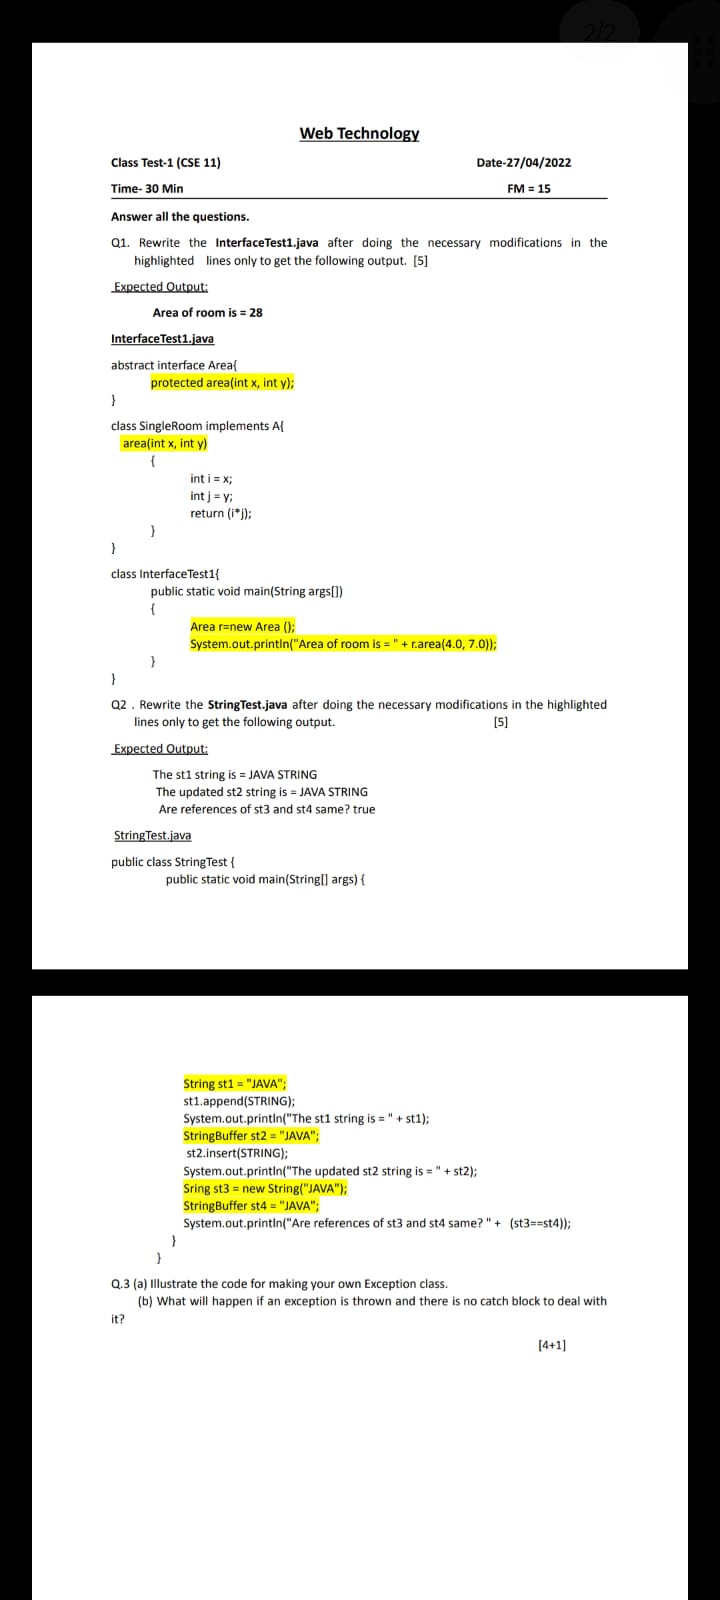 2/2
Web Technology
Class Test-1 (CSE 11) Date-27/04/2022
Time- 30 Min FM = 15
Answer all the questions.
Q1. Rewrite the InterfaceTest1.java after doing the necessary modifications in the
highlighted lines only to get the following output. [5]
Expected Output:
Area of room is = 28
InterfaceTest1.java
abstract interface Area{
protected area(int x, int y);
}
class SingleRoom implements A{
area(int x, int y)
{
int i = x;
int j = y;
return (i*j);
}
}
class InterfaceTest1{
public static void main(String args[])
{
Area r=new Area ();
System.out.println("Area of room is = " + r.area(4.0, 7.0));
}
}
Q2 . Rewrite the StringTest.java after doing the necessary modifications in the highlighted
lines only to get the following output. [5]
Expected Output:
The st1 string is = JAVA STRING
The updated st2 string is = JAVA STRING
Are references of st3 and st4 same? true
StringTest.java
public class StringTest {
public static void main(String[] args) {
String st1 = "JAVA";
st1.append(STRING);
System.out.println("The st1 string is = " + st1);
StringBuffer st2 = "JAVA";
st2.insert(STRING);
System.out.println("The updated st2 string is = " + st2);
Sring st3 = new String("JAVA");
StringBuffer st4 = "JAVA";
System.out.println("Are references of st3 and st4 same? " + (st3==st4));
}
}
Q.3 (a) Illustrate the code for making your own Exception class.
(b) What will happen if an exception is thrown and there is no catch block to deal with
it?
[4+1]